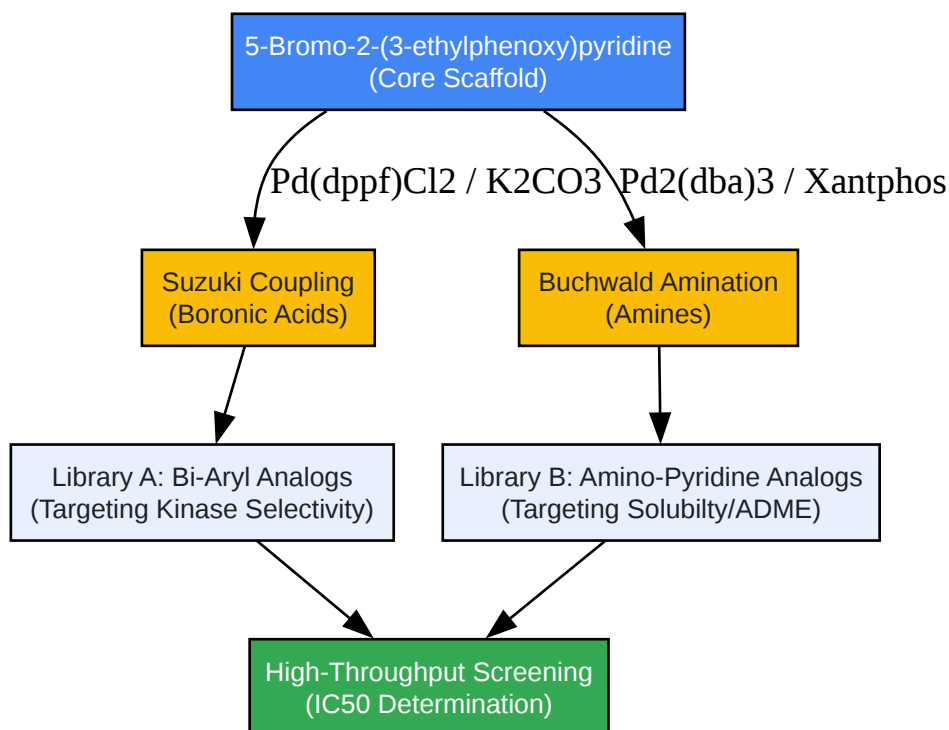 5-Bromo-2-(3-ethylphenoxy)pyridine
(Core Scaffold)
Pd(dppf)Cl2 / K2CO3
Pd2(dba)3 / Xantphos
Suzuki Coupling
(Boronic Acids)
Buchwald Amination
(Amines)
Library A: Bi-Aryl Analogs
(Targeting Kinase Selectivity)
Library B: Amino-Pyridine Analogs
(Targeting Solubilty/ADME)
High-Throughput Screening
(IC50 Determination)